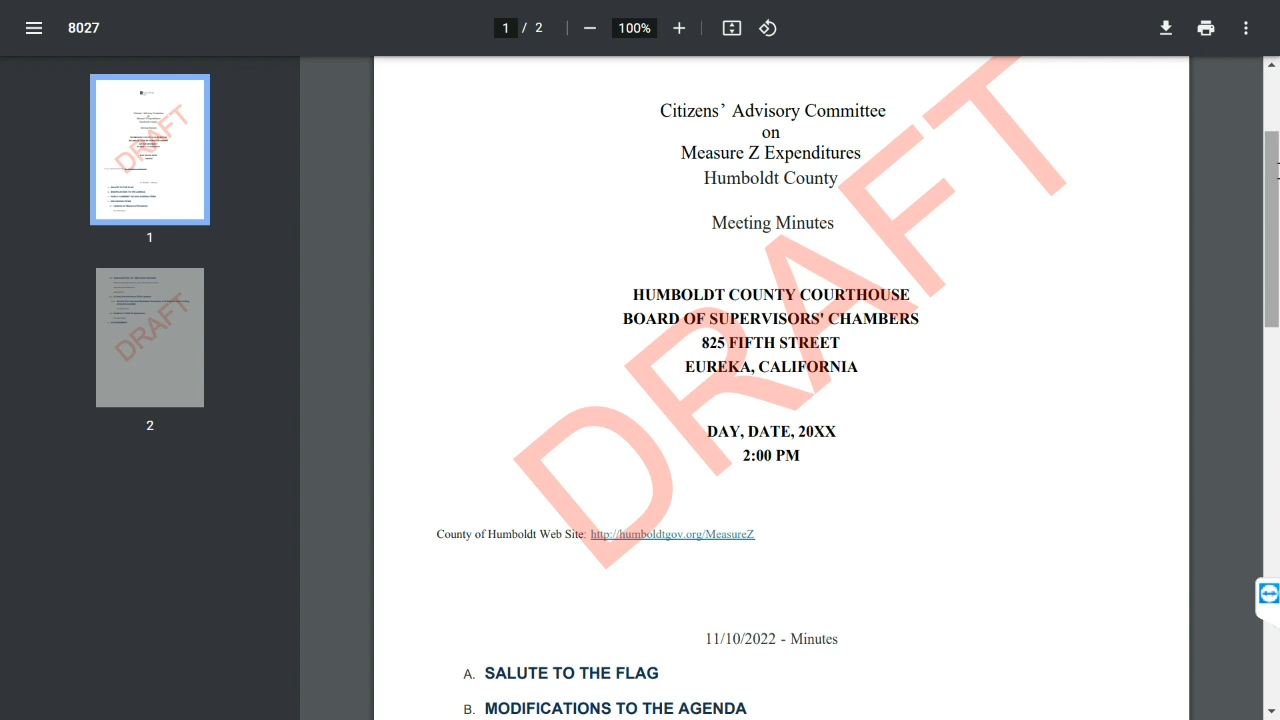 8027
1 / 2
100%
1
2
DRAFT
Citizens’ Advisory Committee
on
Measure Z Expenditures
Humboldt County
Meeting Minutes
HUMBOLDT COUNTY COURTHOUSE
BOARD OF SUPERVISORS' CHAMBERS
825 FIFTH STREET
EUREKA, CALIFORNIA
DAY, DATE, 20XX
2:00 PM
County of Humboldt Web Site: http://humboldtgov.org/MeasureZ
11/10/2022 - Minutes
A. SALUTE TO THE FLAG
B. MODIFICATIONS TO THE AGENDA